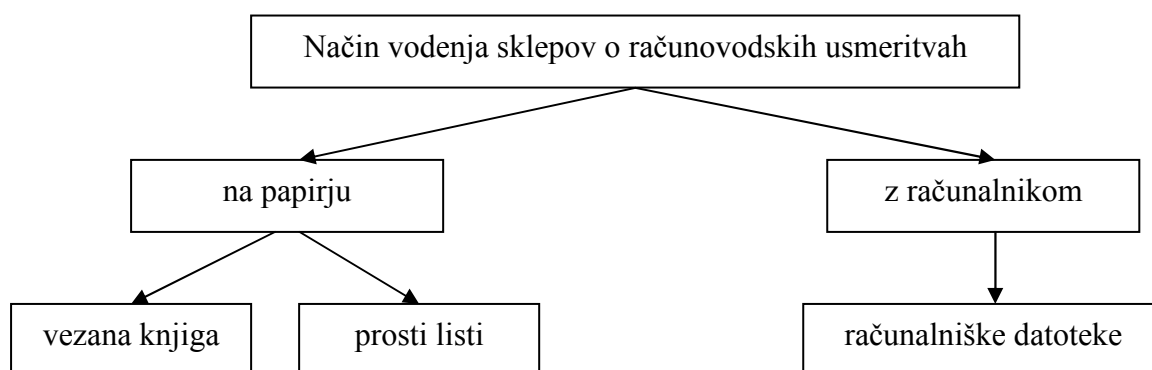 Način vodenja sklepov o računovodskih usmeritvah
na papirju
z računalnikom
vezana knjiga
prosti listi
računalniške datoteke